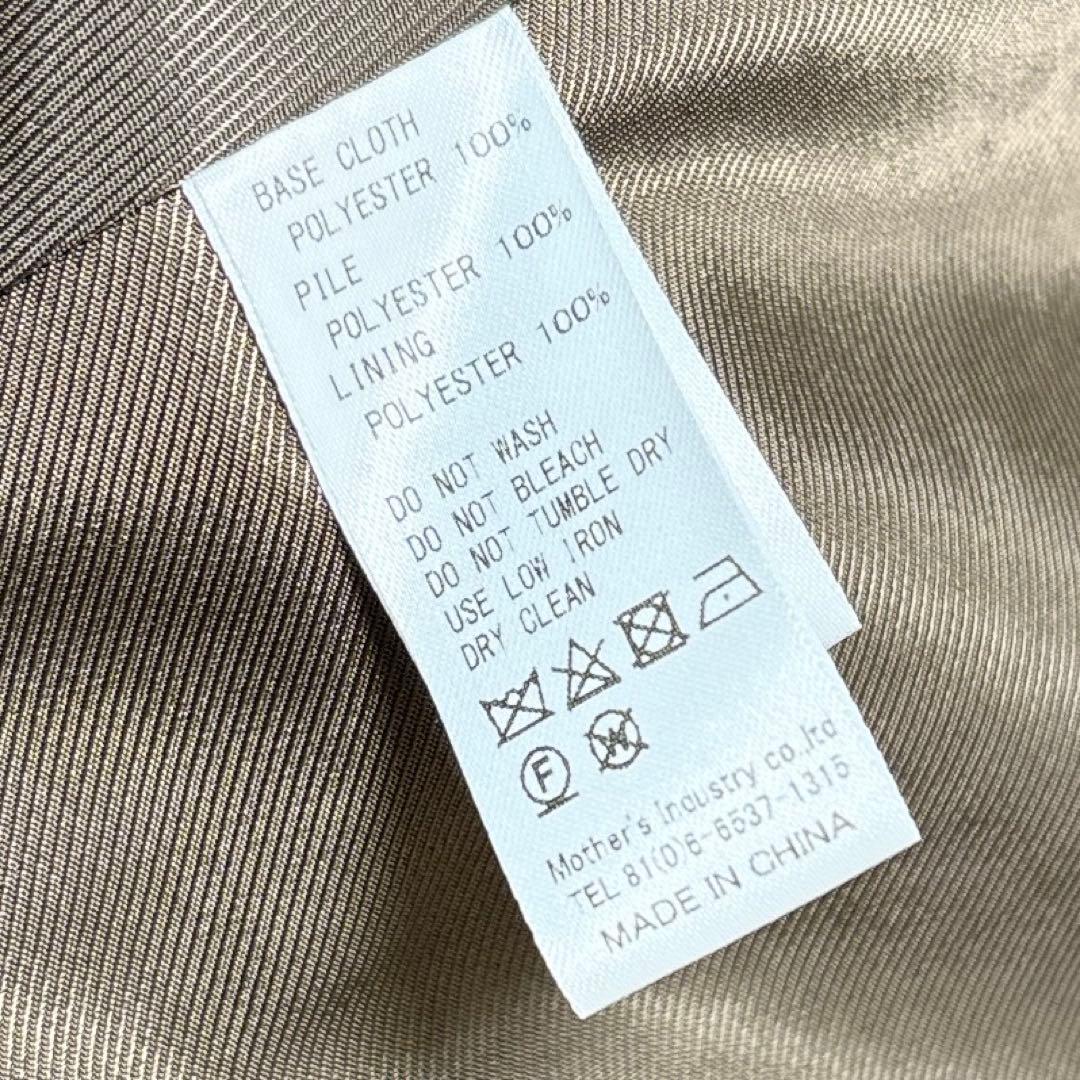 BASE CLOTH
POLYESTER 100%
PILE
POLYESTER 100%
LINING
POLYESTER 100%
DO NOT WASH
DO NOT BLEACH
DO NOT TUMBLE DRY
USE LOW IRON
DRY CLEAN
F W
Mother's Industry co.,ltd
TEL 81(0)6-6537-1315
MADE IN CHINA